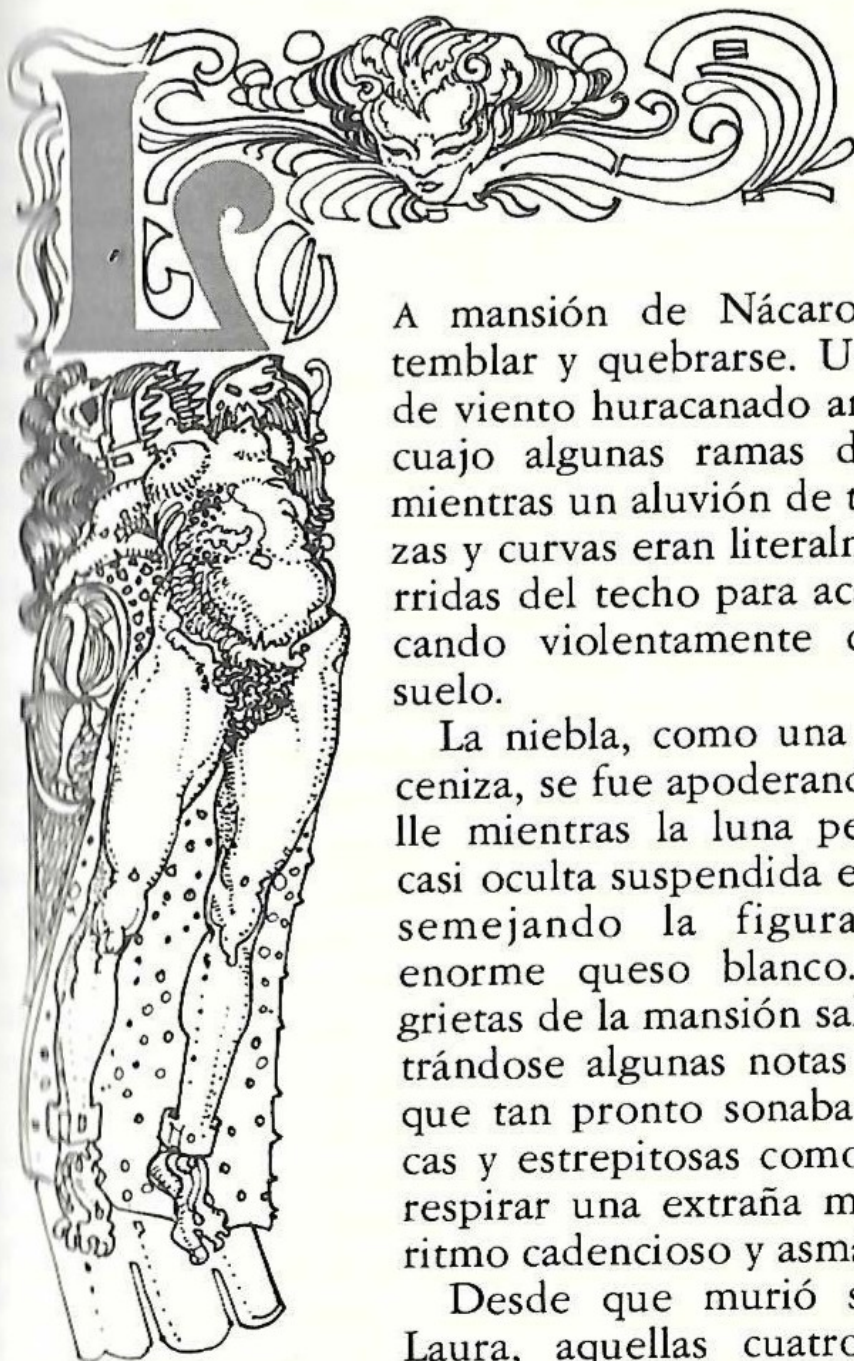 L
A mansión de Nácaro
temblar y quebrarse. U
de viento huracanado ar
cuajo algunas ramas d
mientras un aluvión de t
zas y curvas eran literalr
rridas del techo para ac
cando violentamente c
suelo.
La niebla, como una
ceniza, se fue apoderanc
lle mientras la luna pe
casi oculta suspendida e
semejando la figura
enorme queso blanco.
grietas de la mansión sa
trándose algunas notas
que tan pronto sonaba
cas y estrepitosas como
respirar una extraña m
ritmo cadencioso y asma
Desde que murió s
Laura, aquellas cuatro